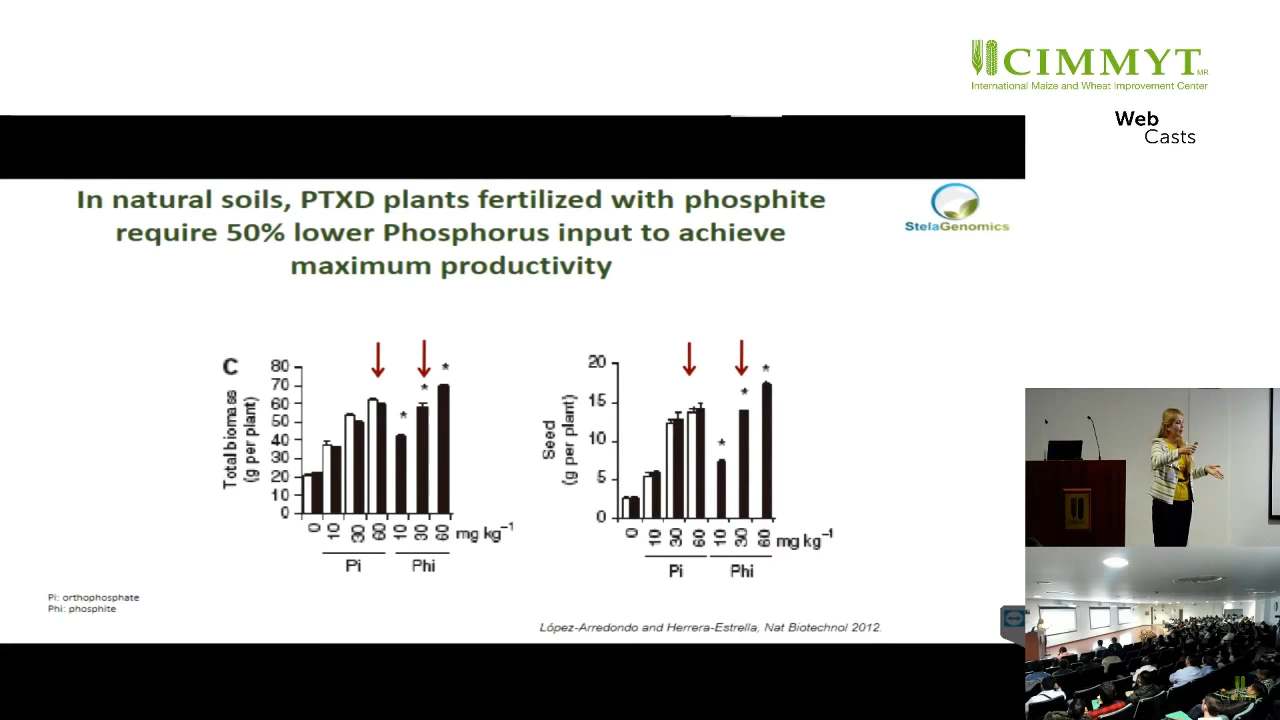 CIMMYT MR
International Maize and Wheat Improvement Center
Web
Casts
In natural soils, PTXD plants fertilized with phosphite
require 50% lower Phosphorus input to achieve
maximum productivity
StelaGenomics
C
Total biomass
(g per plant)
80
70
60
50
40
30
20
10
0
* * *
0 10 30 60 10 30 60 mg kg⁻¹
Pi Phi
Seed
(g per plant)
20
15
10
5
0
* * *
0 10 30 60 10 30 60 mg kg⁻¹
Pi Phi
Pi: orthophosphate
Phi: phosphite
López-Arredondo and Herrera-Estrella, Nat Biotechnol 2012.